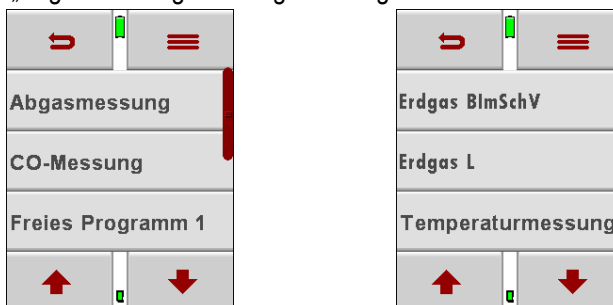 Abgasmessung
CO-Messung
Freies Programm 1
Erdgas BImSchV
Erdgas L
Temperaturmessung